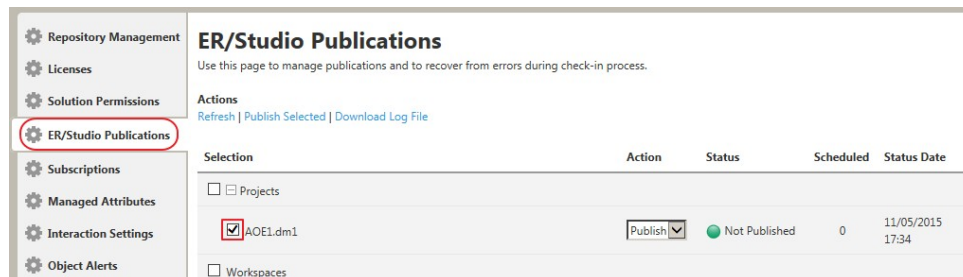 Repository Management
Licenses
Solution Permissions
ER/Studio Publications
Subscriptions
Managed Attributes
Interaction Settings
Object Alerts
ER/Studio Publications
Use this page to manage publications and to recover from errors during check-in process.
Actions
Refresh | Publish Selected | Download Log File
Selection Action Status Scheduled Status Date
Projects
AOE1.dm1 Publish Not Published 0 11/05/2015
17:34
Workspaces